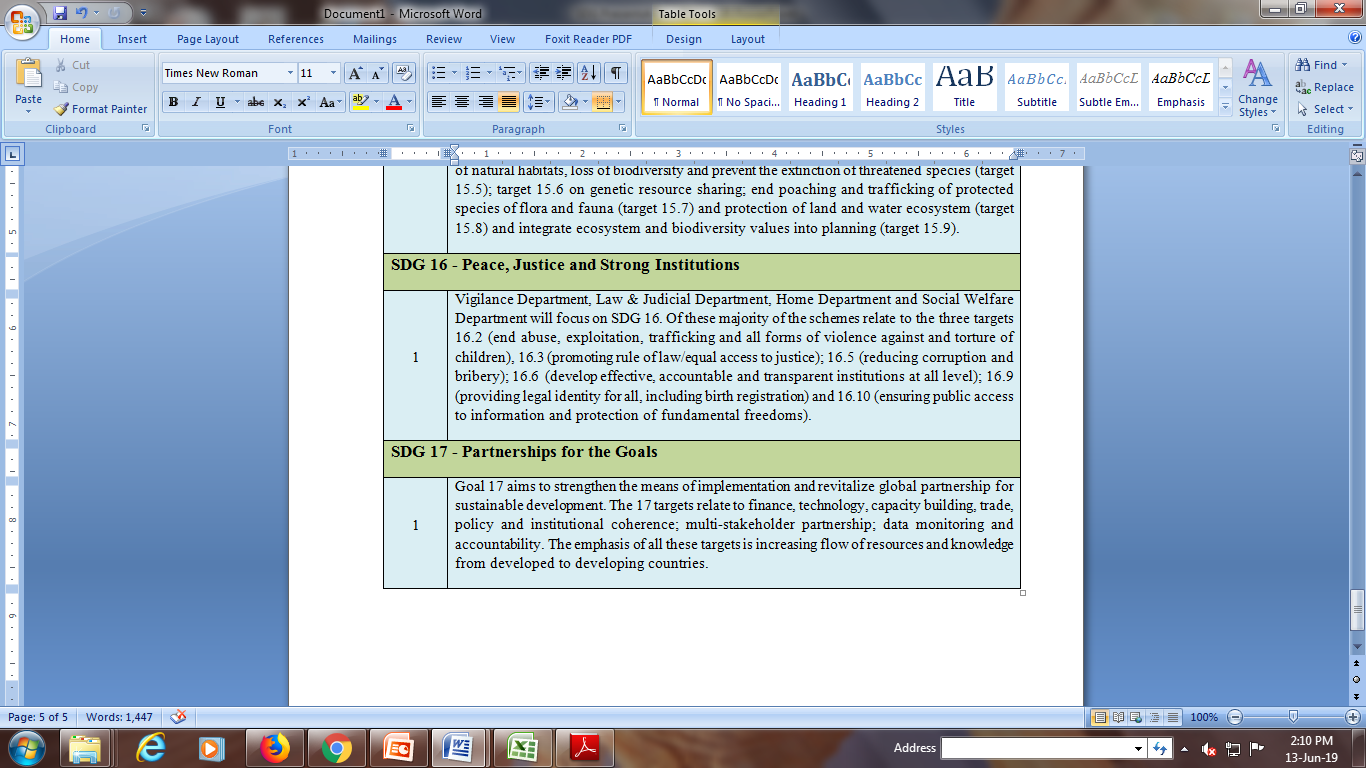 Document1 - Microsoft Word
Table Tools
Home Insert Page Layout References Mailings Review View Foxit Reader PDF Design Layout
Paste
Cut
Copy
Format Painter
Clipboard
Times New Roman 11
Font
Paragraph
AaBbCcDc AaBbCcDc AaBbC AaBbCc AaB AaBbCc. AaBbCcL AaBbCcL
¶ Normal ¶ No Spaci... Heading 1 Heading 2 Title Subtitle Subtle Em... Emphasis
Change
Styles
Styles
Find
Replace
Select
Editing
1 1 2 3 4 5 6 7
5
6
7
8
9
of natural habitats, loss of biodiversity and prevent the extinction of threatened species (target
15.5); target 15.6 on genetic resource sharing; end poaching and trafficking of protected
species of flora and fauna (target 15.7) and protection of land and water ecosystem (target
15.8) and integrate ecosystem and biodiversity values into planning (target 15.9).
SDG 16 - Peace, Justice and Strong Institutions
1
Vigilance Department, Law & Judicial Department, Home Department and Social Welfare
Department will focus on SDG 16. Of these majority of the schemes relate to the three targets
16.2 (end abuse, exploitation, trafficking and all forms of violence against and torture of
children), 16.3 (promoting rule of law/equal access to justice); 16.5 (reducing corruption and
bribery); 16.6 (develop effective, accountable and transparent institutions at all level); 16.9
(providing legal identity for all, including birth registration) and 16.10 (ensuring public access
to information and protection of fundamental freedoms).
SDG 17 - Partnerships for the Goals
1
Goal 17 aims to strengthen the means of implementation and revitalize global partnership for
sustainable development. The 17 targets relate to finance, technology, capacity building, trade,
policy and institutional coherence; multi-stakeholder partnership; data monitoring and
accountability. The emphasis of all these targets is increasing flow of resources and knowledge
from developed to developing countries.
Page: 5 of 5 Words: 1,447 100%
Address
2:10 PM
13-Jun-19